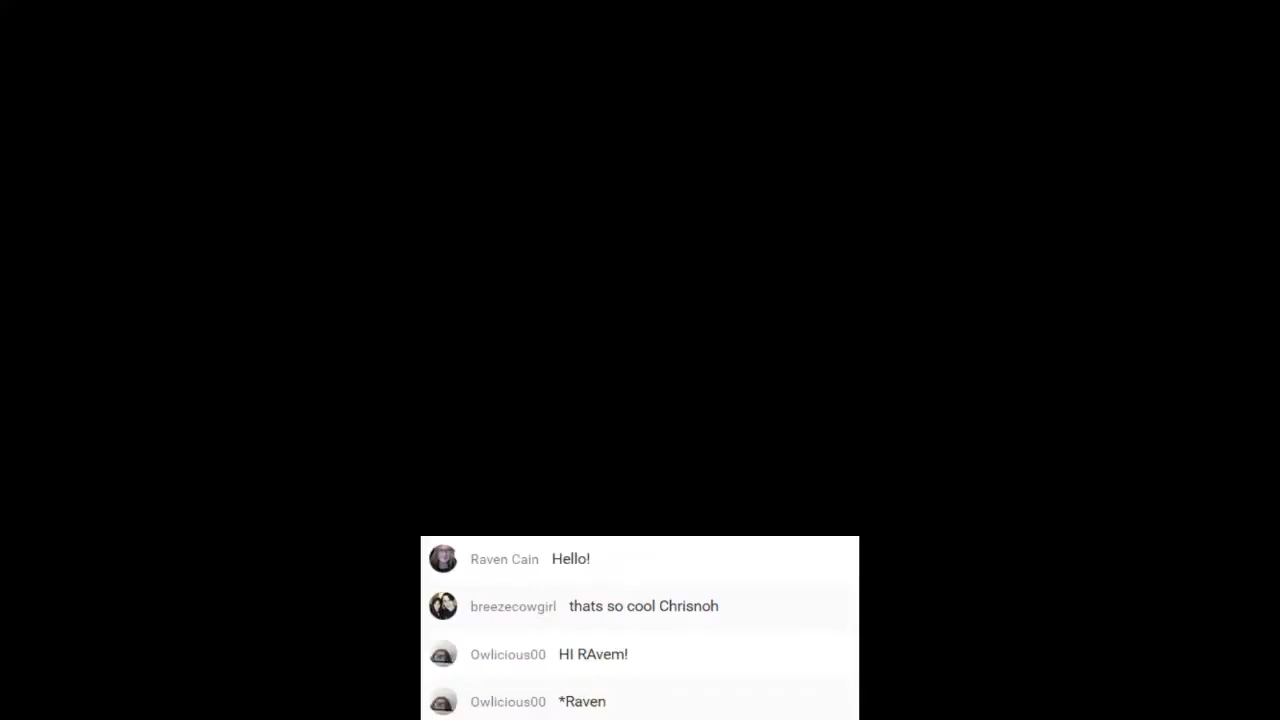 Raven Cain Hello!
breezecowgirl thats so cool Chrisnoh
Owlicious00 HI RAvem!
Owlicious00 *Raven